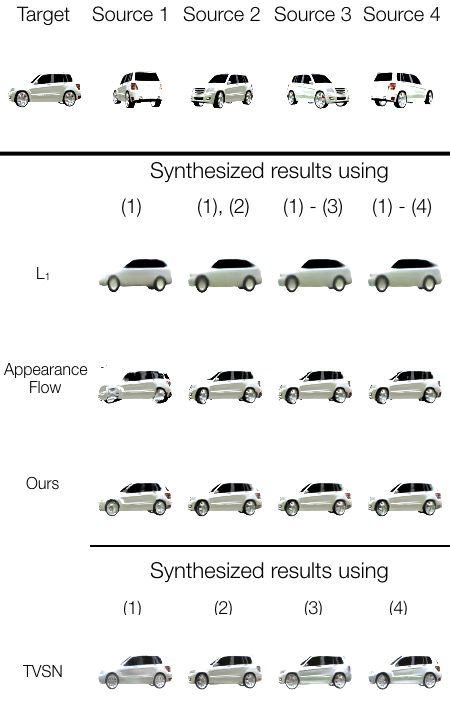 Target Source 1 Source 2 Source 3 Source 4
Synthesized results using
(1) (1), (2) (1) - (3) (1) - (4)
L₁
Appearance
Flow
Ours
Synthesized results using
(1) (2) (3) (4)
TVSN